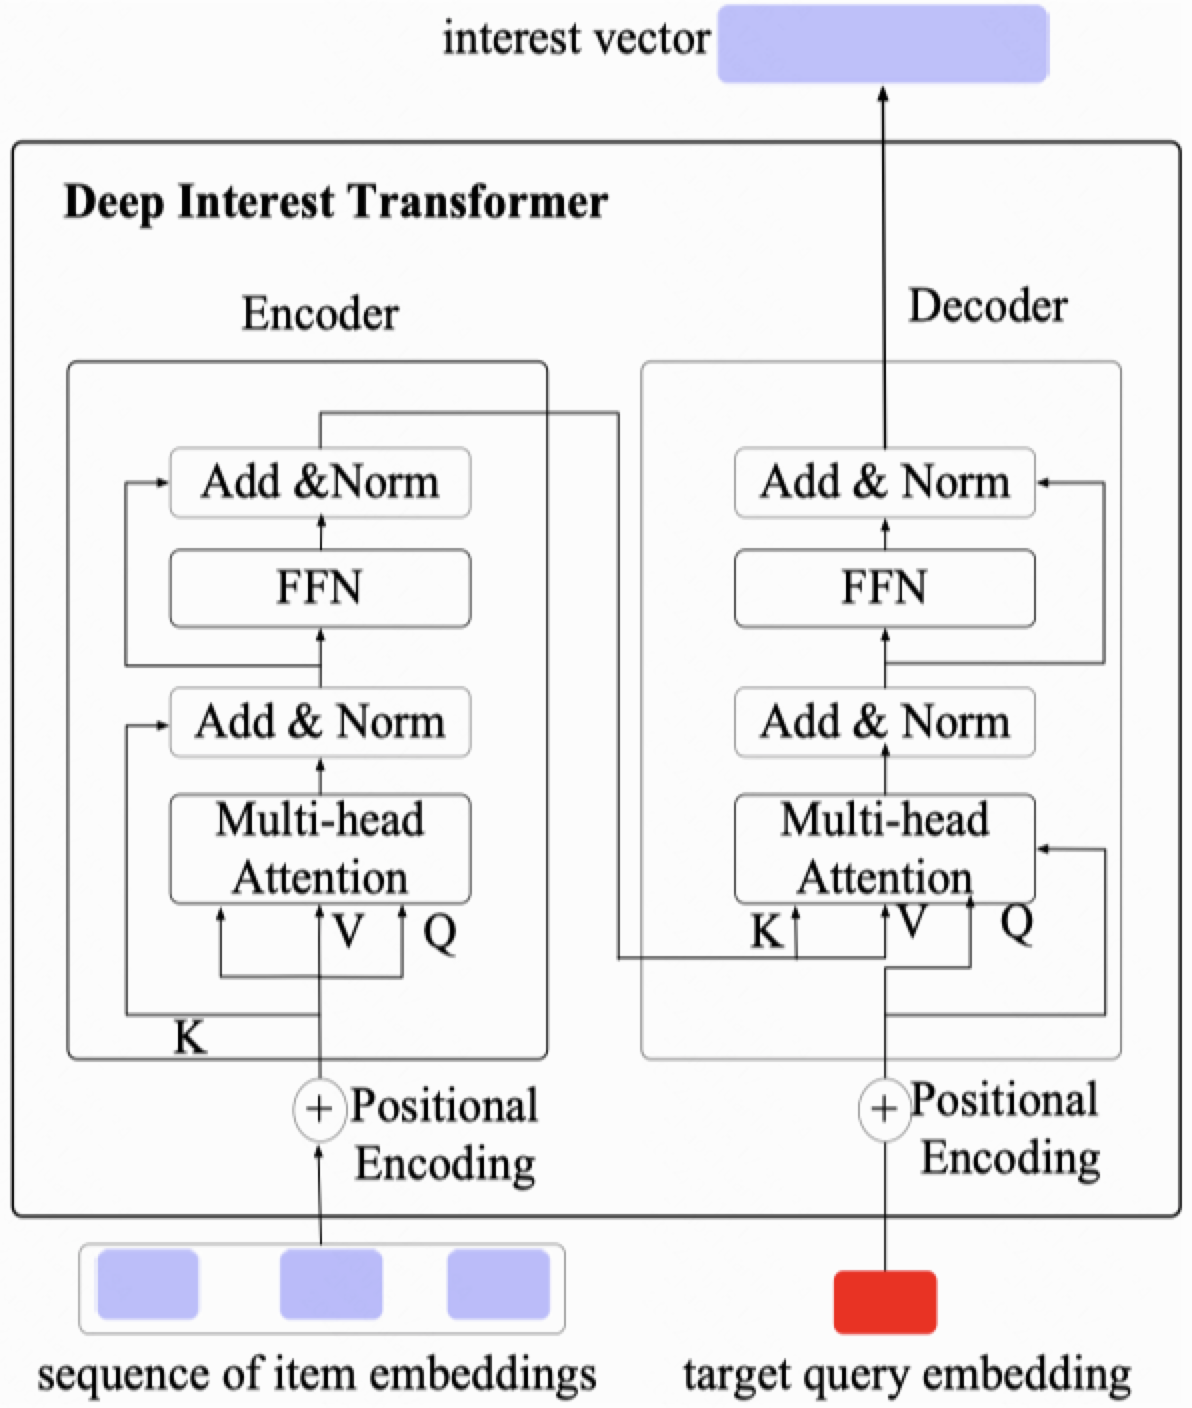 interest vector
Deep Interest Transformer
Encoder
Add &Norm
FFN
Add & Norm
Multi-head
Attention
V
Q
K
+
Positional
Encoding
sequence of item embeddings
Decoder
Add & Norm
FFN
Add & Norm
Multi-head
Attention
K
V
Q
+
Positional
Encoding
target query embedding